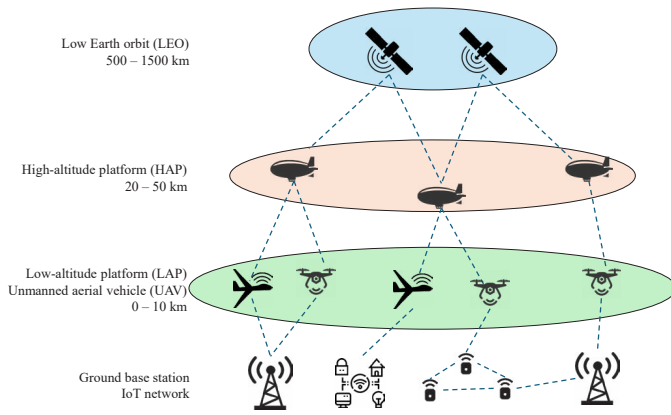 Low Earth orbit (LEO)
500 – 1500 km
High-altitude platform (HAP)
20 – 50 km
Low-altitude platform (LAP)
Unmanned aerial vehicle (UAV)
0 – 10 km
Ground base station
IoT network